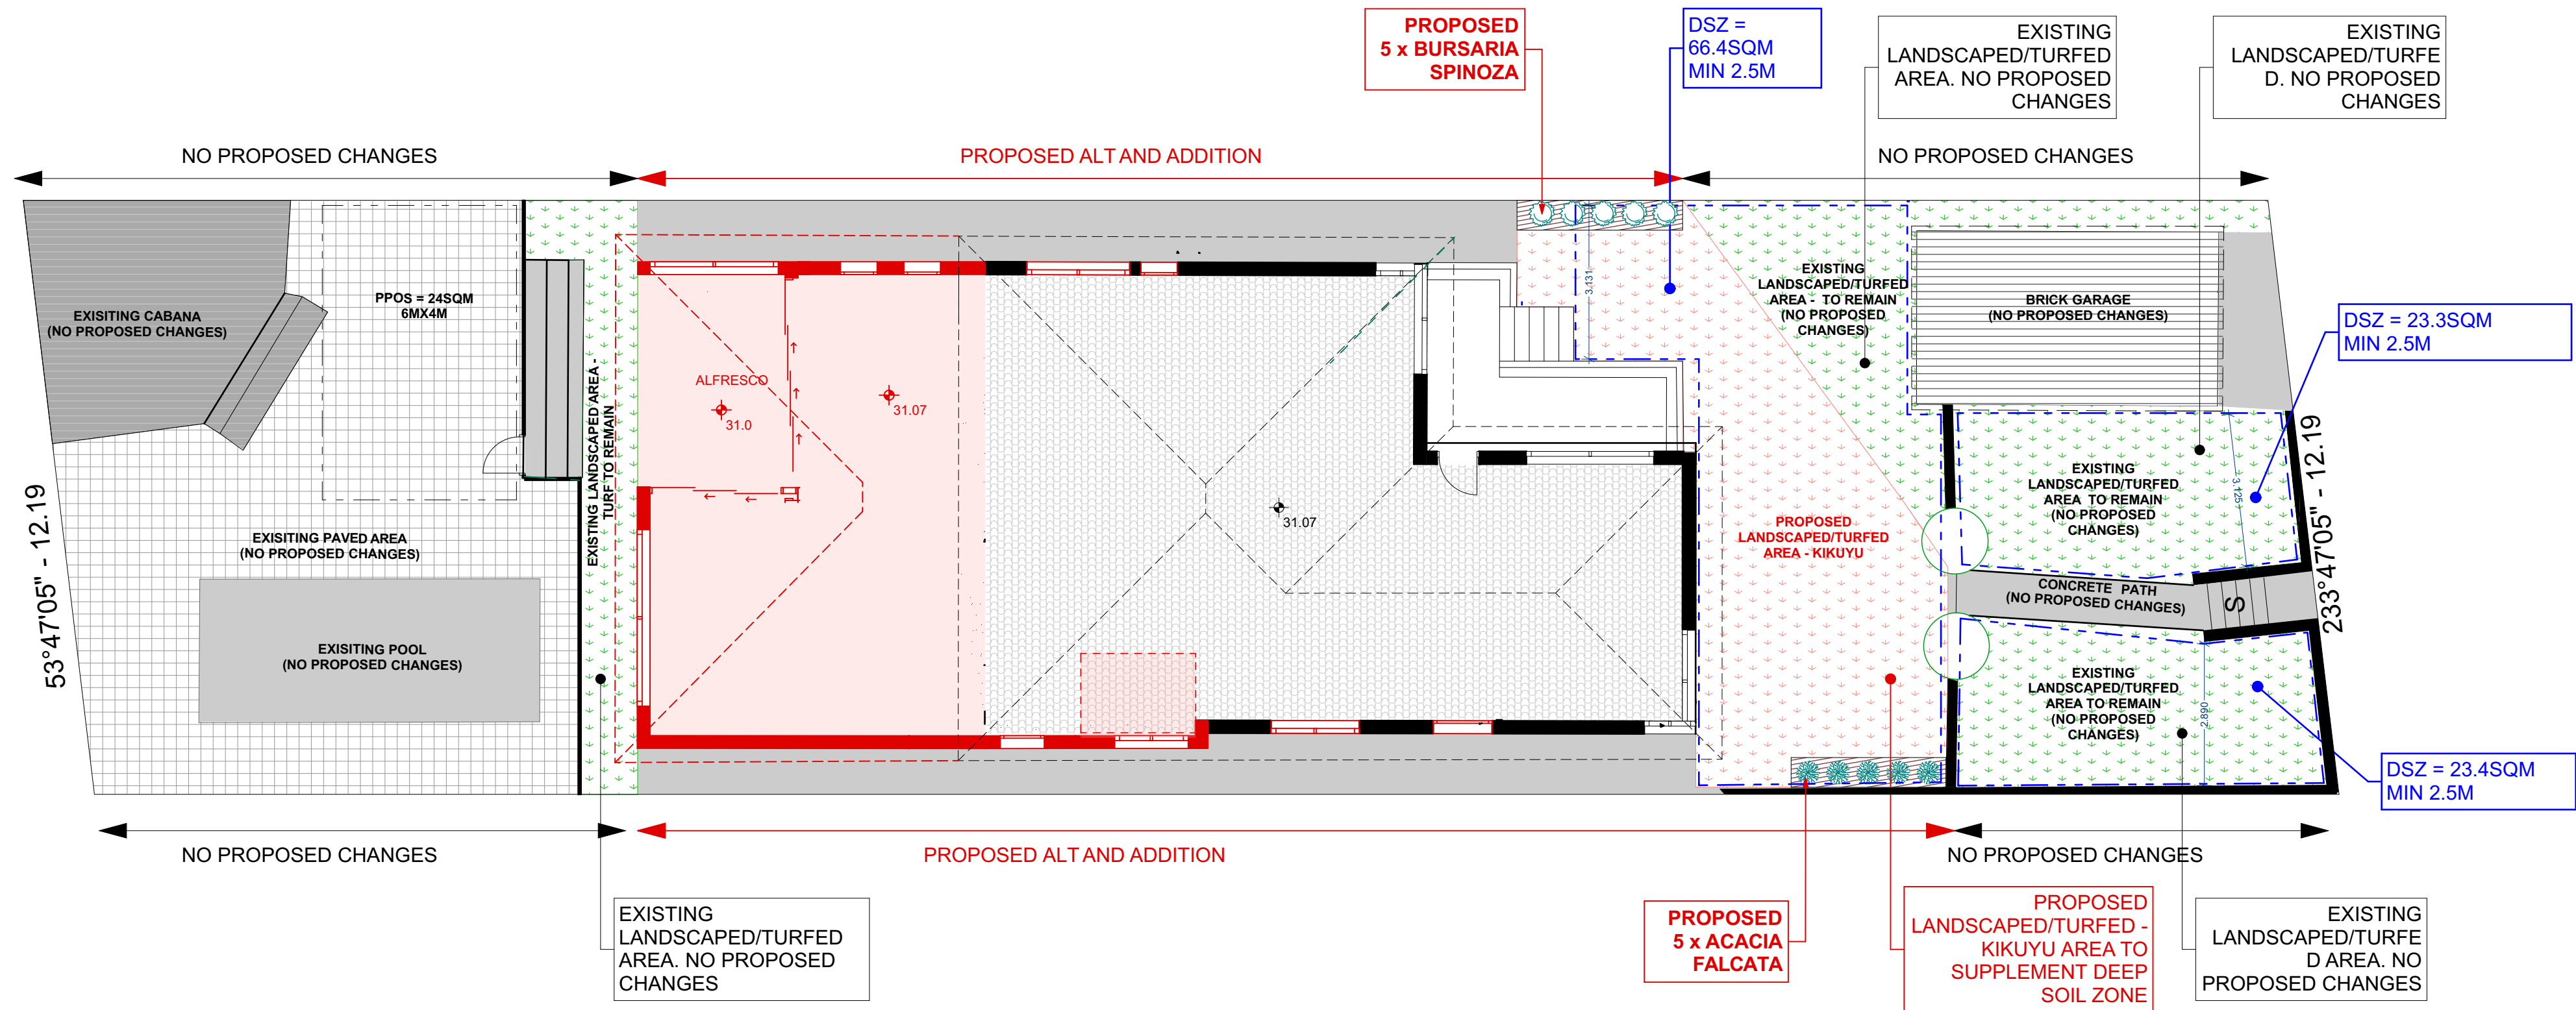 PROPOSED
5 x BURSARIA
SPINOZA
DSZ =
66.4SQM
MIN 2.5M
EXISTING
LANDSCAPED/TURFED
AREA. NO PROPOSED
CHANGES
EXISTING
LANDSCAPED/TURFE
D. NO PROPOSED
CHANGES
NO PROPOSED CHANGES
PROPOSED ALT AND ADDITION
NO PROPOSED CHANGES
EXISITING CABANA
(NO PROPOSED CHANGES)
PPOS = 24SQM
6MX4M
EXISTING LANDSCAPED AREA -
TURF TO REMAIN
ALFRESCO
31.0
31.07
31.07
3.131
EXISTING
LANDSCAPED/TURFED
AREA - TO REMAIN
(NO PROPOSED
CHANGES)
BRICK GARAGE
(NO PROPOSED CHANGES)
DSZ = 23.3SQM
MIN 2.5M
53°47'05" - 12.19
EXISITING PAVED AREA
(NO PROPOSED CHANGES)
EXISITING POOL
(NO PROPOSED CHANGES)
PROPOSED
LANDSCAPED/TURFED
AREA - KIKUYU
EXISTING
LANDSCAPED/TURFED
AREA TO REMAIN
(NO PROPOSED
CHANGES)
3.125
233°47'05" - 12.19
CONCRETE PATH
(NO PROPOSED CHANGES)
S
EXISTING
LANDSCAPED/TURFED
AREA TO REMAIN
(NO PROPOSED
CHANGES)
2.890
DSZ = 23.4SQM
MIN 2.5M
NO PROPOSED CHANGES
PROPOSED ALT AND ADDITION
NO PROPOSED CHANGES
EXISTING
LANDSCAPED/TURFED
AREA. NO PROPOSED
CHANGES
PROPOSED
5 x ACACIA
FALCATA
PROPOSED
LANDSCAPED/TURFED -
KIKUYU AREA TO
SUPPLEMENT DEEP
SOIL ZONE
EXISTING
LANDSCAPED/TURFE
D AREA. NO
PROPOSED CHANGES